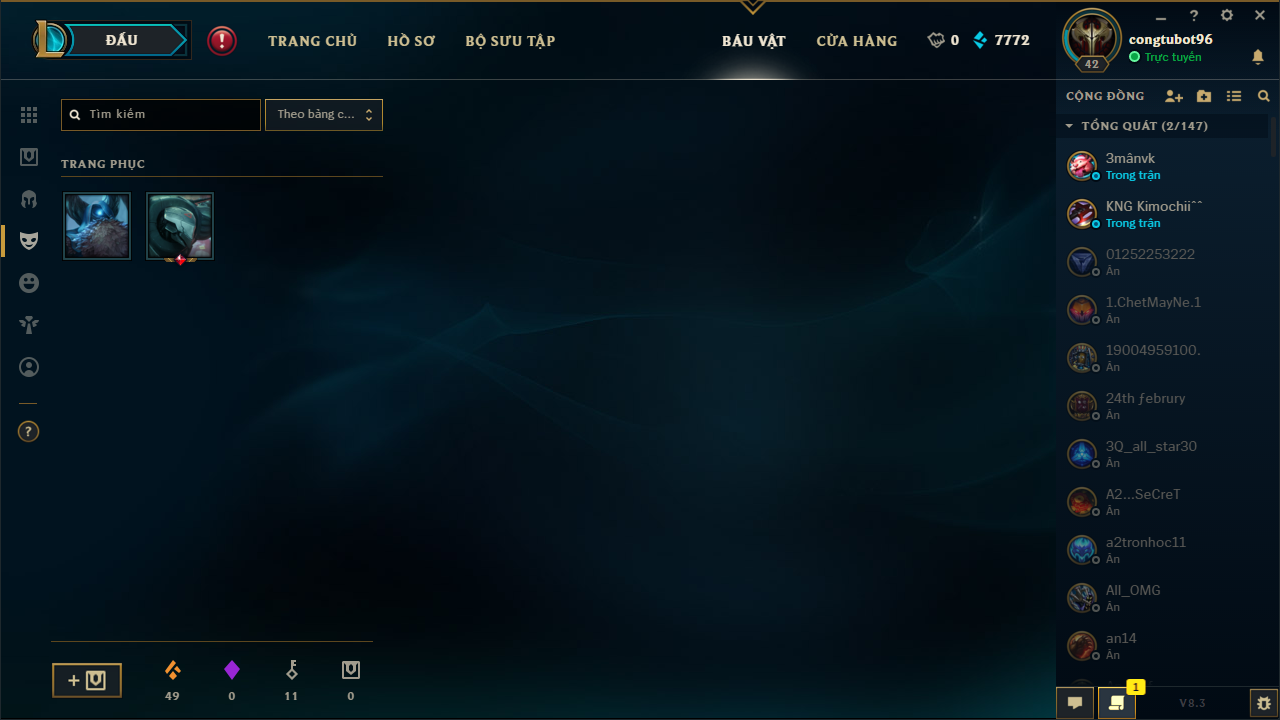 ĐẤU
TRANG CHỦ
HỒ SƠ
BỘ SƯU TẬP
BÁU VẬT
CỬA HÀNG
0
7772
42
congtubot96
Trực tuyến
Tìm kiếm
Theo bảng c...
TRANG PHỤC
49
0
11
0
CỘNG ĐỒNG
TỔNG QUÁT (2/147)
3mânvk
Trong trận
KNG Kimochiiˆˆ
Trong trận
01252253222
Ẩn
1.ChetMayNe.1
Ẩn
19004959100.
Ẩn
24th ƒebrury
Ẩn
3Q_all_star30
Ẩn
A2...SeCreT
Ẩn
a2tronhoc11
Ẩn
All_OMG
Ẩn
an14
Ẩn
1
V8.3